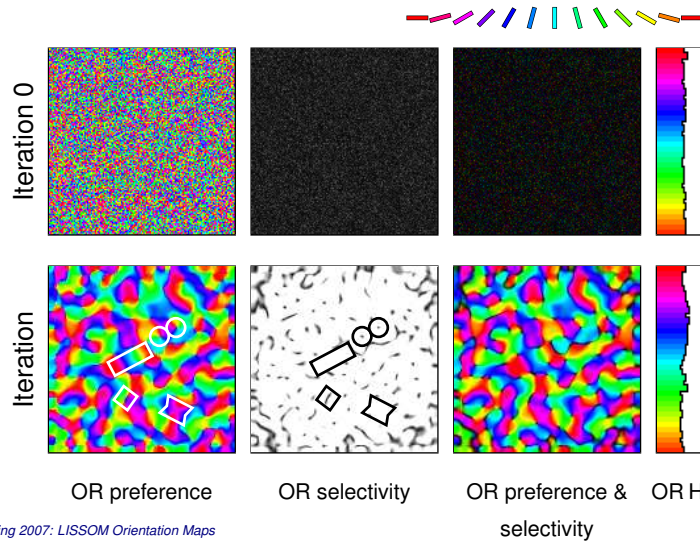 Iteration 0
Iteration
OR preference
OR selectivity
OR preference &
selectivity
OR H
ing 2007: LISSOM Orientation Maps